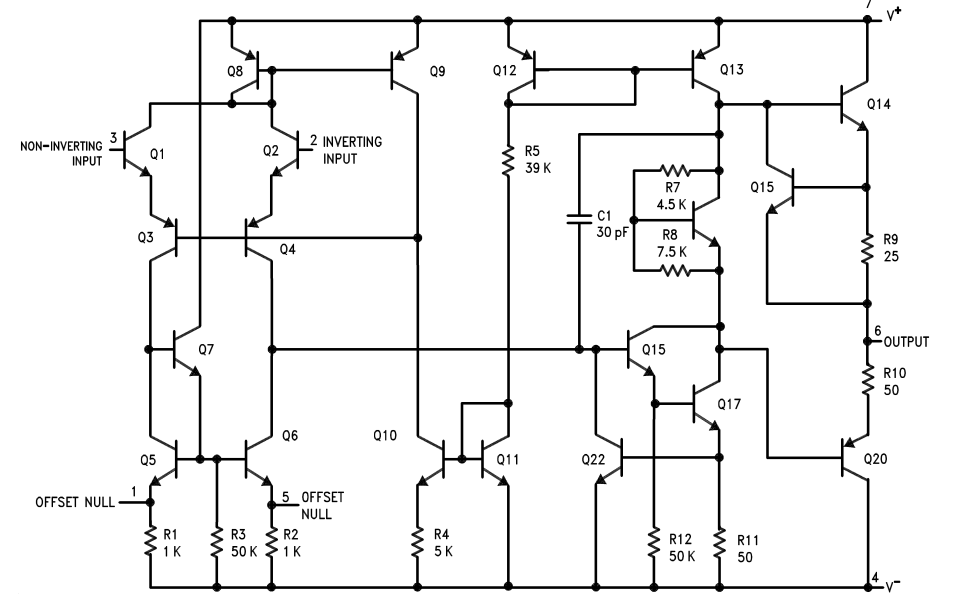 7
V+
Q8
Q9
Q12
Q13
Q14
3
NON-INVERTING
INPUT
Q1
Q2
2 INVERTING
INPUT
R5
39 K
R7
4.5 K
Q15
C1
30 pF
R8
7.5 K
Q3
Q4
R9
25
Q7
Q15
6
OUTPUT
R10
50
Q17
Q5
Q6
Q10
Q11
Q22
Q20
OFFSET NULL
1
5
OFFSET
NULL
R1
1 K
R3
50 K
R2
1 K
R4
5 K
R12
50 K
R11
50
4
V−